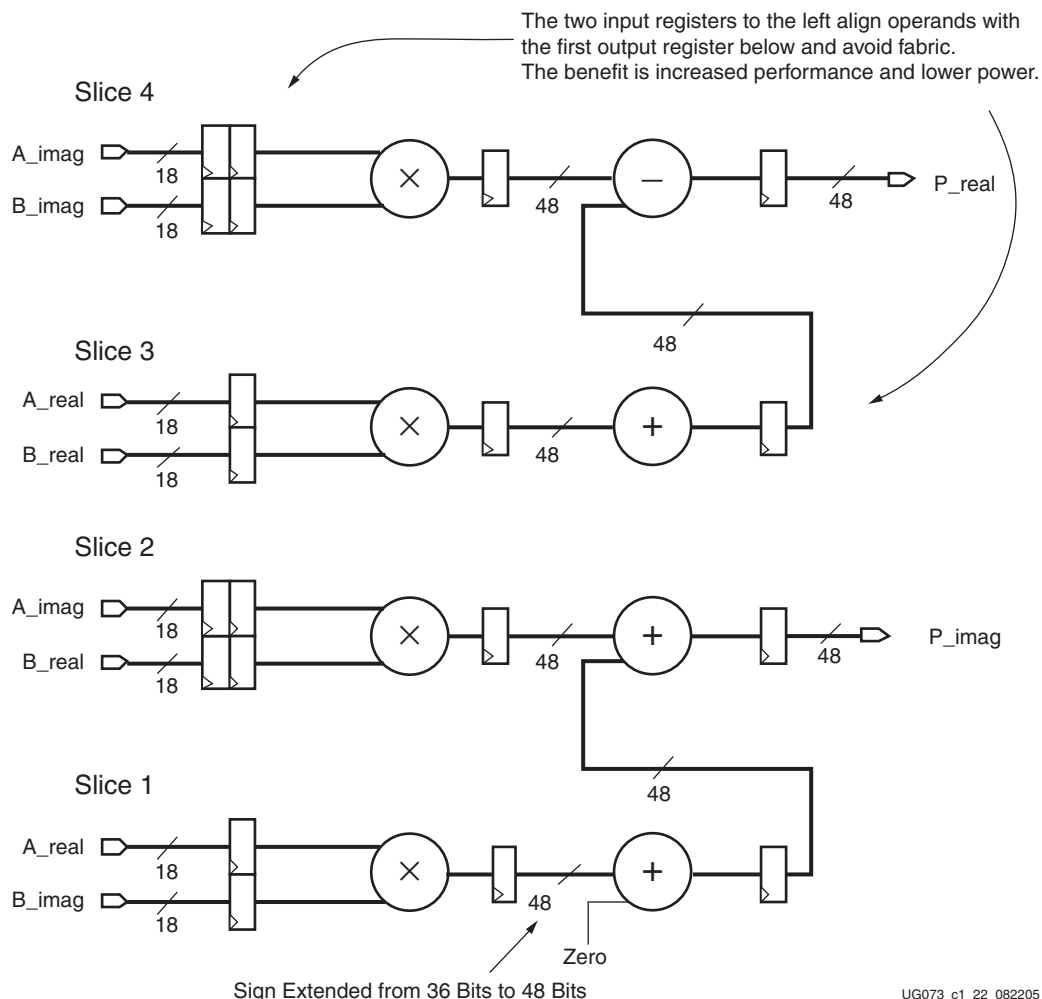 The two input registers to the left align operands with
the first output register below and avoid fabric.
The benefit is increased performance and lower power.
Slice 4
A_imag
18
B_imag
18
×
48
–
48
P_real
48
Slice 3
A_real
18
B_real
18
×
48
+
Slice 2
A_imag
18
B_real
18
×
48
+
48
P_imag
48
Slice 1
A_real
18
B_imag
18
×
48
+
Zero
Sign Extended from 36 Bits to 48 Bits
UG073_c1_22_082205